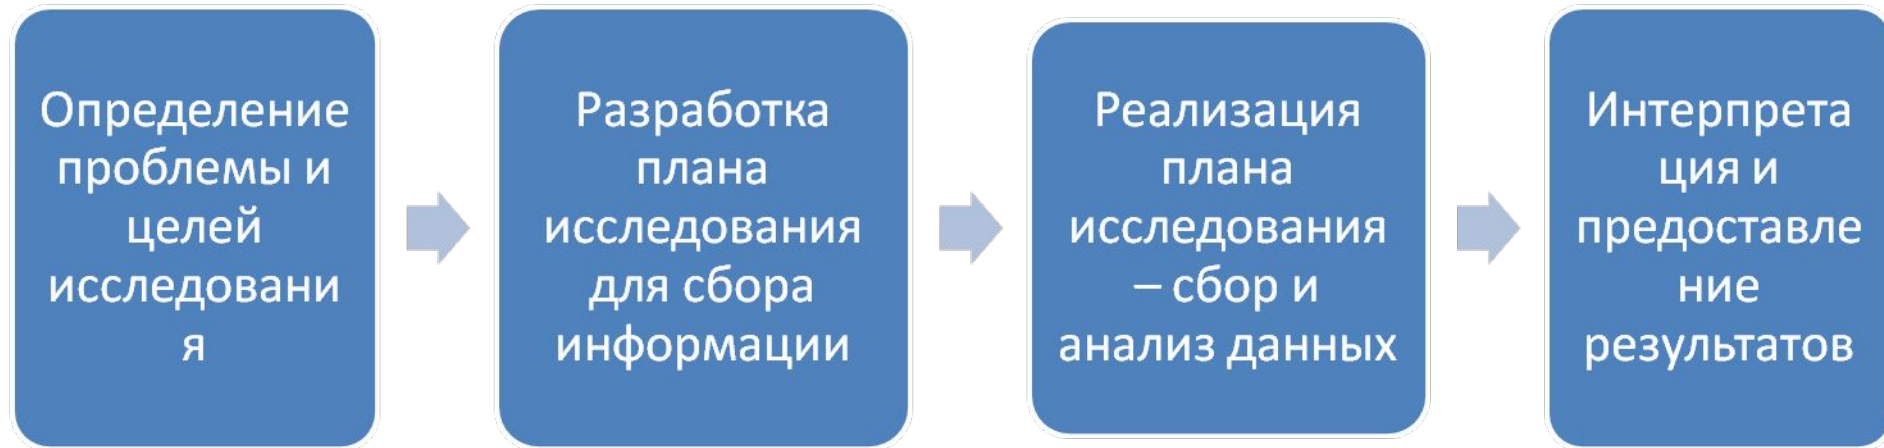 Определение
проблемы и
целей
исследовани
я
Разработка
плана
исследования
для сбора
информации
Реализация
плана
исследования
– сбор и
анализ данных
Интерпрета
ция и
предоставле
ние
результатов